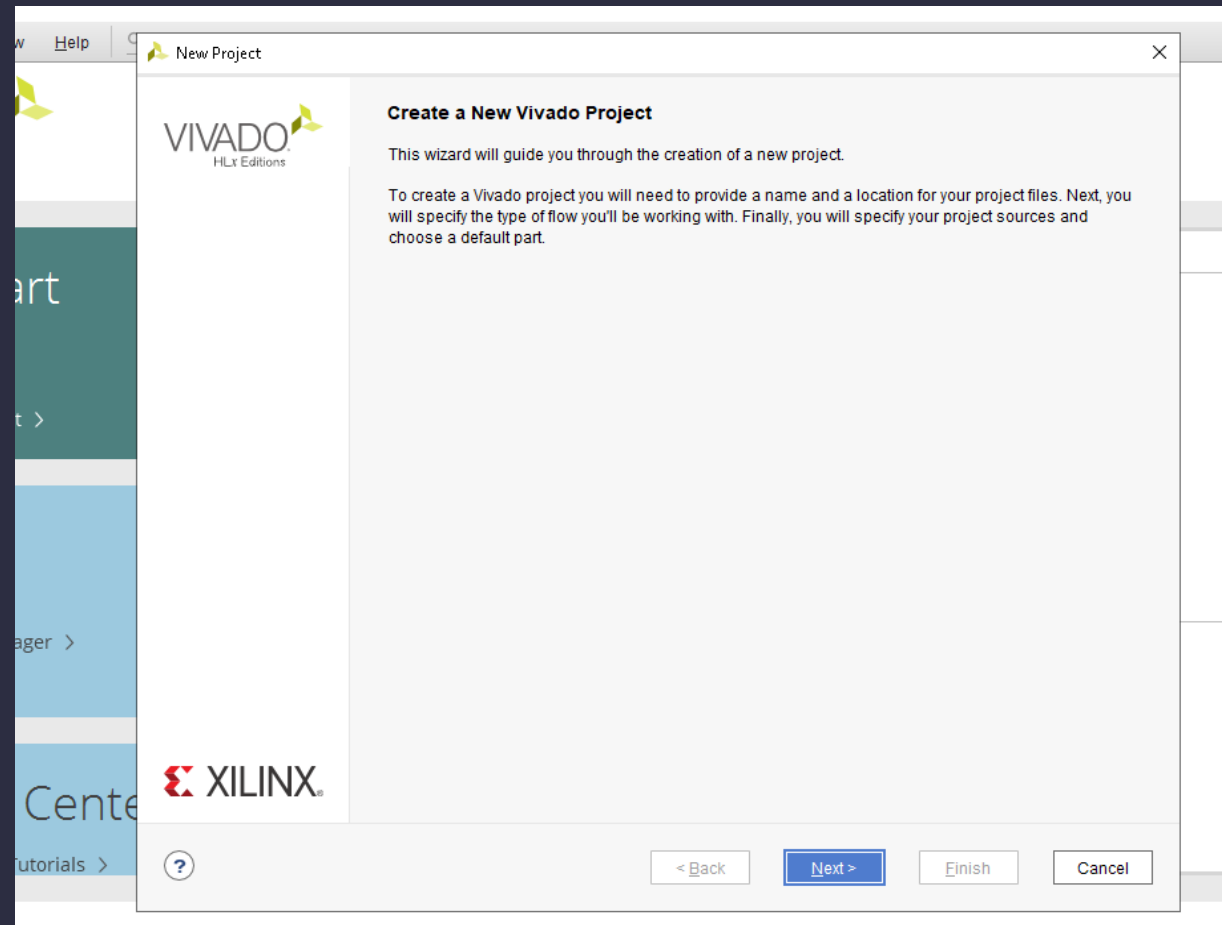 Help
New Project
VIVADO.
HLx Editions
Create a New Vivado Project
This wizard will guide you through the creation of a new project.
To create a Vivado project you will need to provide a name and a location for your project files. Next, you
will specify the type of flow you'll be working with. Finally, you will specify your project sources and
choose a default part.
art
t >
ager >
Cente
utorials >
XILINX.
?
< Back
Next >
Finish
Cancel